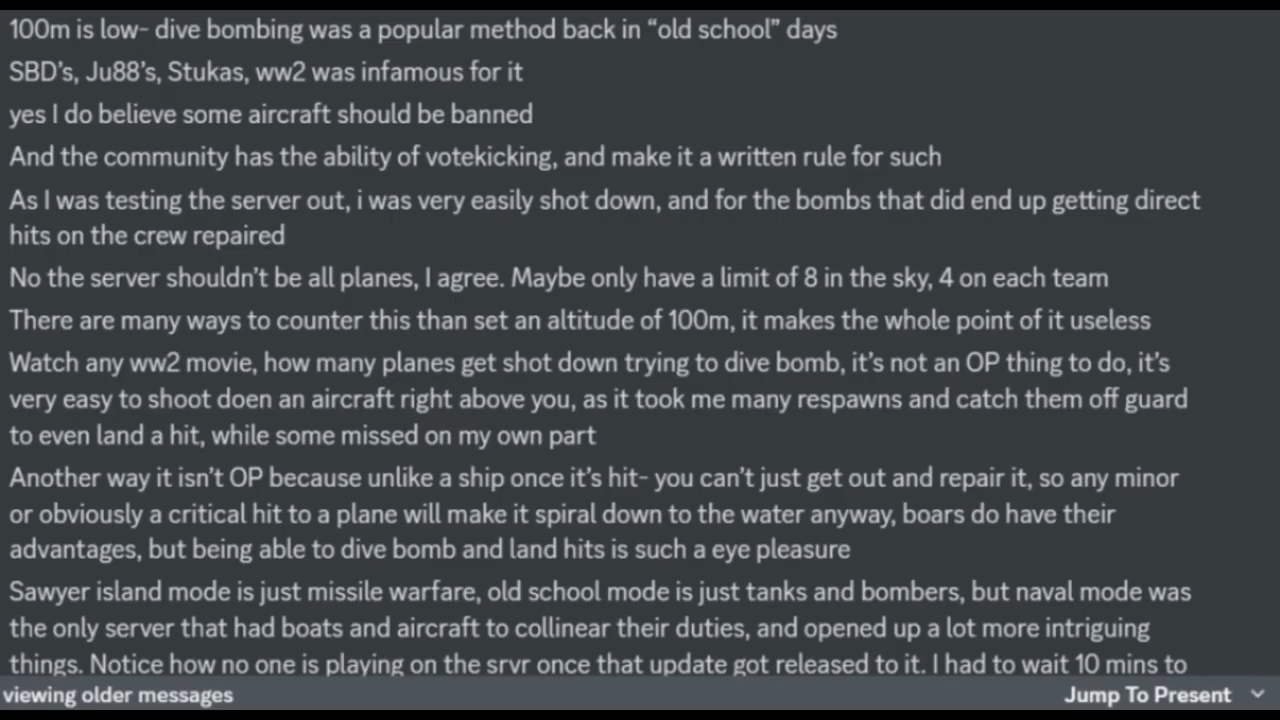 100m is low- dive bombing was a popular method back in “old school” days
SBD’s, Ju88’s, Stukas, ww2 was infamous for it
yes I do believe some aircraft should be banned
And the community has the ability of votekicking, and make it a written rule for such
As I was testing the server out, i was very easily shot down, and for the bombs that did end up getting direct
hits on the crew repaired
No the server shouldn’t be all planes, I agree. Maybe only have a limit of 8 in the sky, 4 on each team
There are many ways to counter this than set an altitude of 100m, it makes the whole point of it useless
Watch any ww2 movie, how many planes get shot down trying to dive bomb, it’s not an OP thing to do, it’s
very easy to shoot doen an aircraft right above you, as it took me many respawns and catch them off guard
to even land a hit, while some missed on my own part
Another way it isn’t OP because unlike a ship once it’s hit- you can’t just get out and repair it, so any minor
or obviously a critical hit to a plane will make it spiral down to the water anyway, boars do have their
advantages, but being able to dive bomb and land hits is such a eye pleasure
Sawyer island mode is just missile warfare, old school mode is just tanks and bombers, but naval mode was
the only server that had boats and aircraft to collinear their duties, and opened up a lot more intriguing
things. Notice how no one is playing on the srvr once that update got released to it. I had to wait 10 mins to
viewing older messages
Jump To Present